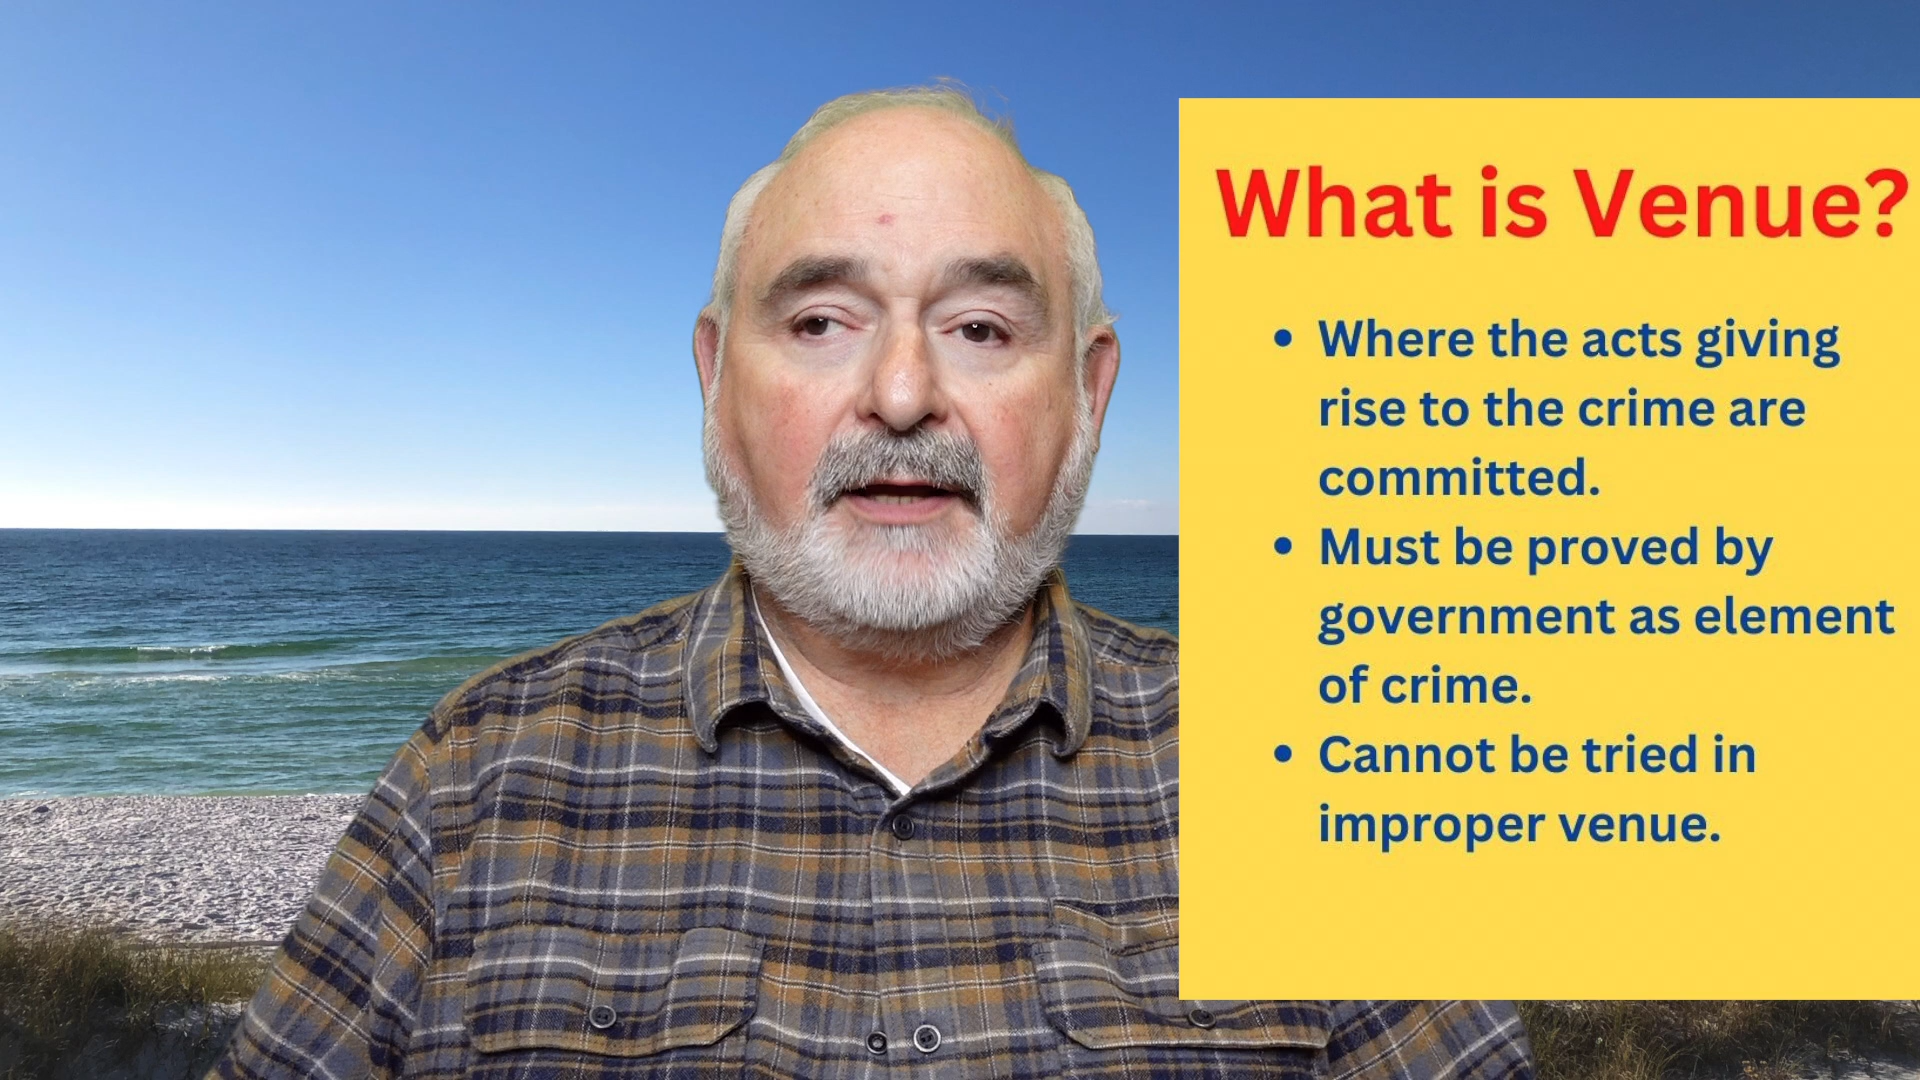 What is Venue?
• Where the acts giving
rise to the crime are
committed.
• Must be proved by
government as element
of crime.
• Cannot be tried in
improper venue.